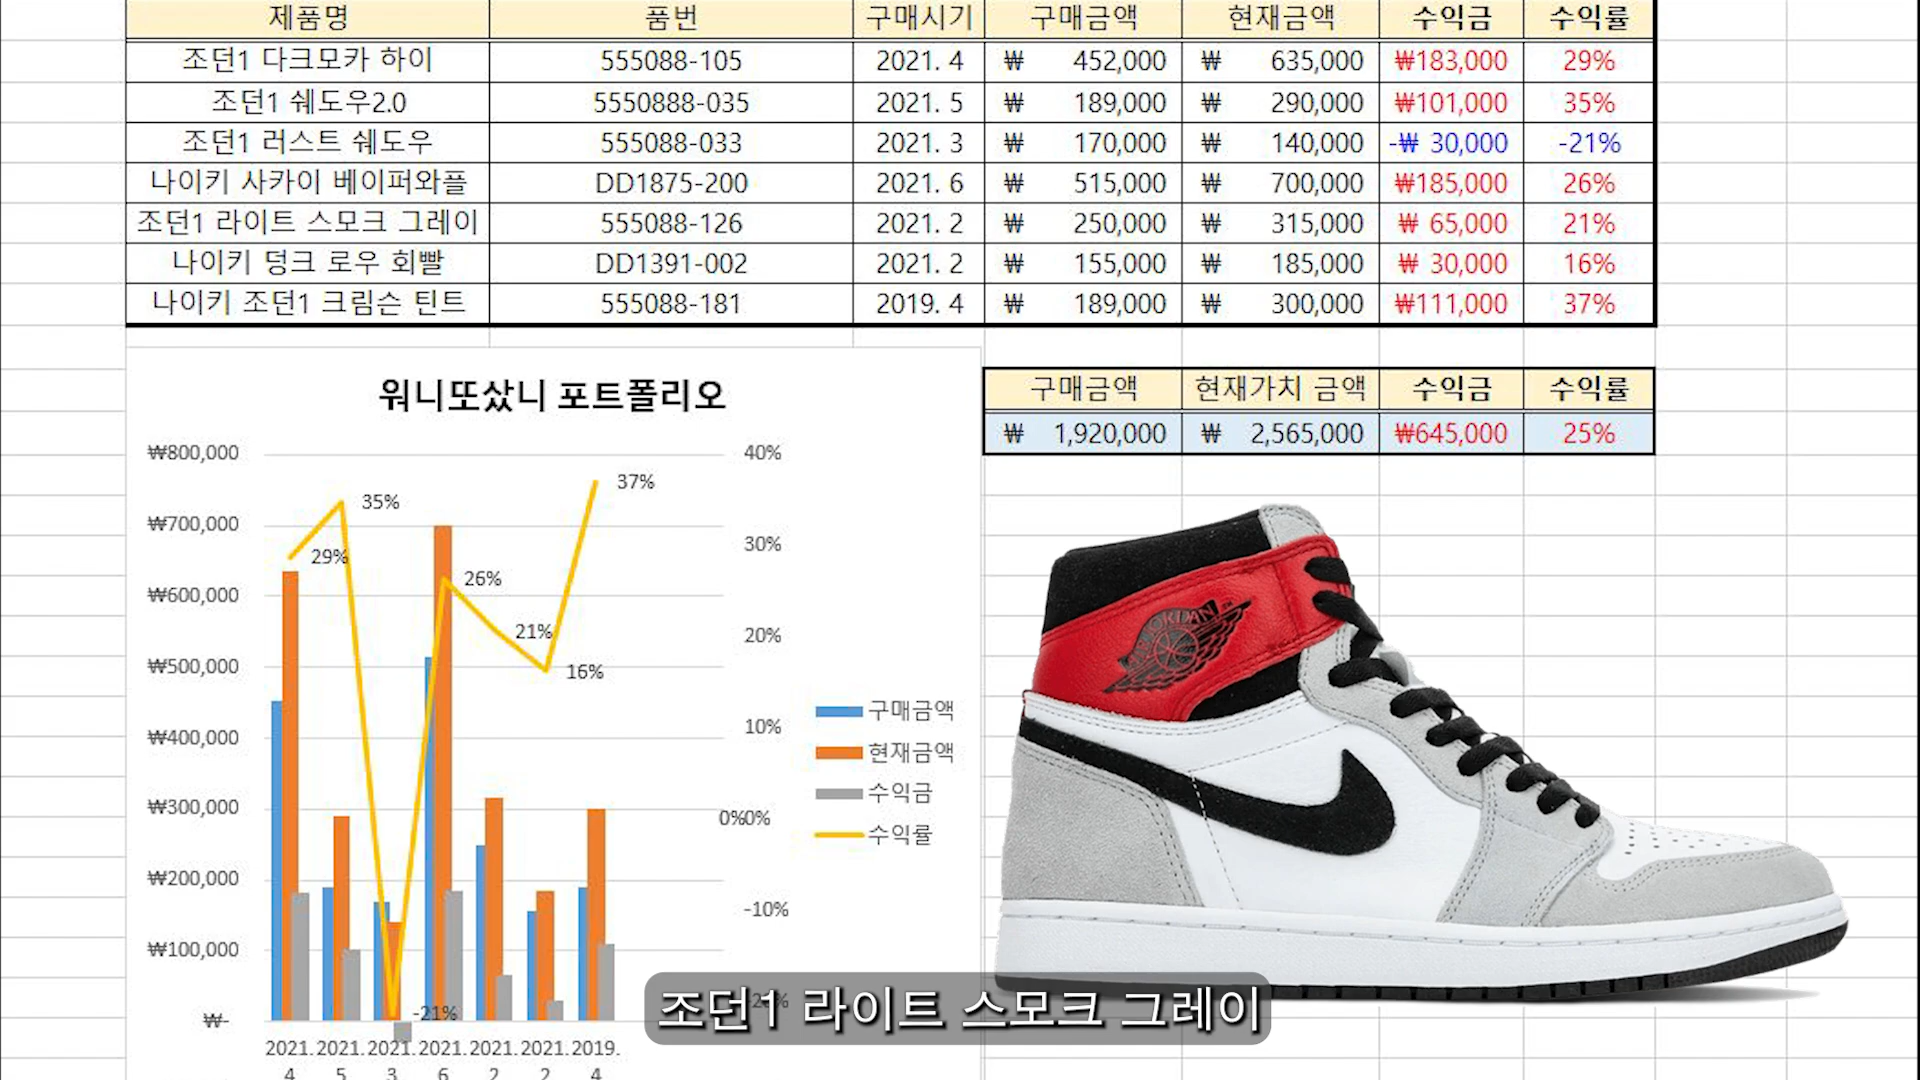 제품명 품번 구매시기 구매금액 현재금액 수익금 수익률
조던1 다크모카 하이 555088-105 2021. 4 ₩ 452,000 ₩ 635,000 ₩183,000 29%
조던1 쉐도우2.0 5550888-035 2021. 5 ₩ 189,000 ₩ 290,000 ₩101,000 35%
조던1 러스트 쉐도우 555088-033 2021. 3 ₩ 170,000 ₩ 140,000 -₩ 30,000 -21%
나이키 사카이 베이퍼와플 DD1875-200 2021. 6 ₩ 515,000 ₩ 700,000 ₩185,000 26%
조던1 라이트 스모크 그레이 555088-126 2021. 2 ₩ 250,000 ₩ 315,000 ₩ 65,000 21%
나이키 덩크 로우 회빨 DD1391-002 2021. 2 ₩ 155,000 ₩ 185,000 ₩ 30,000 16%
나이키 조던1 크림슨 틴트 555088-181 2019. 4 ₩ 189,000 ₩ 300,000 ₩111,000 37%
구매금액 현재가치 금액 수익금 수익률
₩ 1,920,000 ₩ 2,565,000 ₩645,000 25%
워니또샀니 포트폴리오
₩800,000 40%
37%
35%
₩700,000
30%
29%
26%
₩600,000
21% 20%
₩500,000 16%
구매금액
₩400,000 10%
현재금액
수익금
₩300,000 0% 0%
수익률
₩200,000
-10%
₩100,000
-21%
₩-
2021. 2021. 2021. 2021. 2021. 2021. 2019.
4 5 3 6 2 2 4
JORDAN
조던1 라이트 스모크 그레이